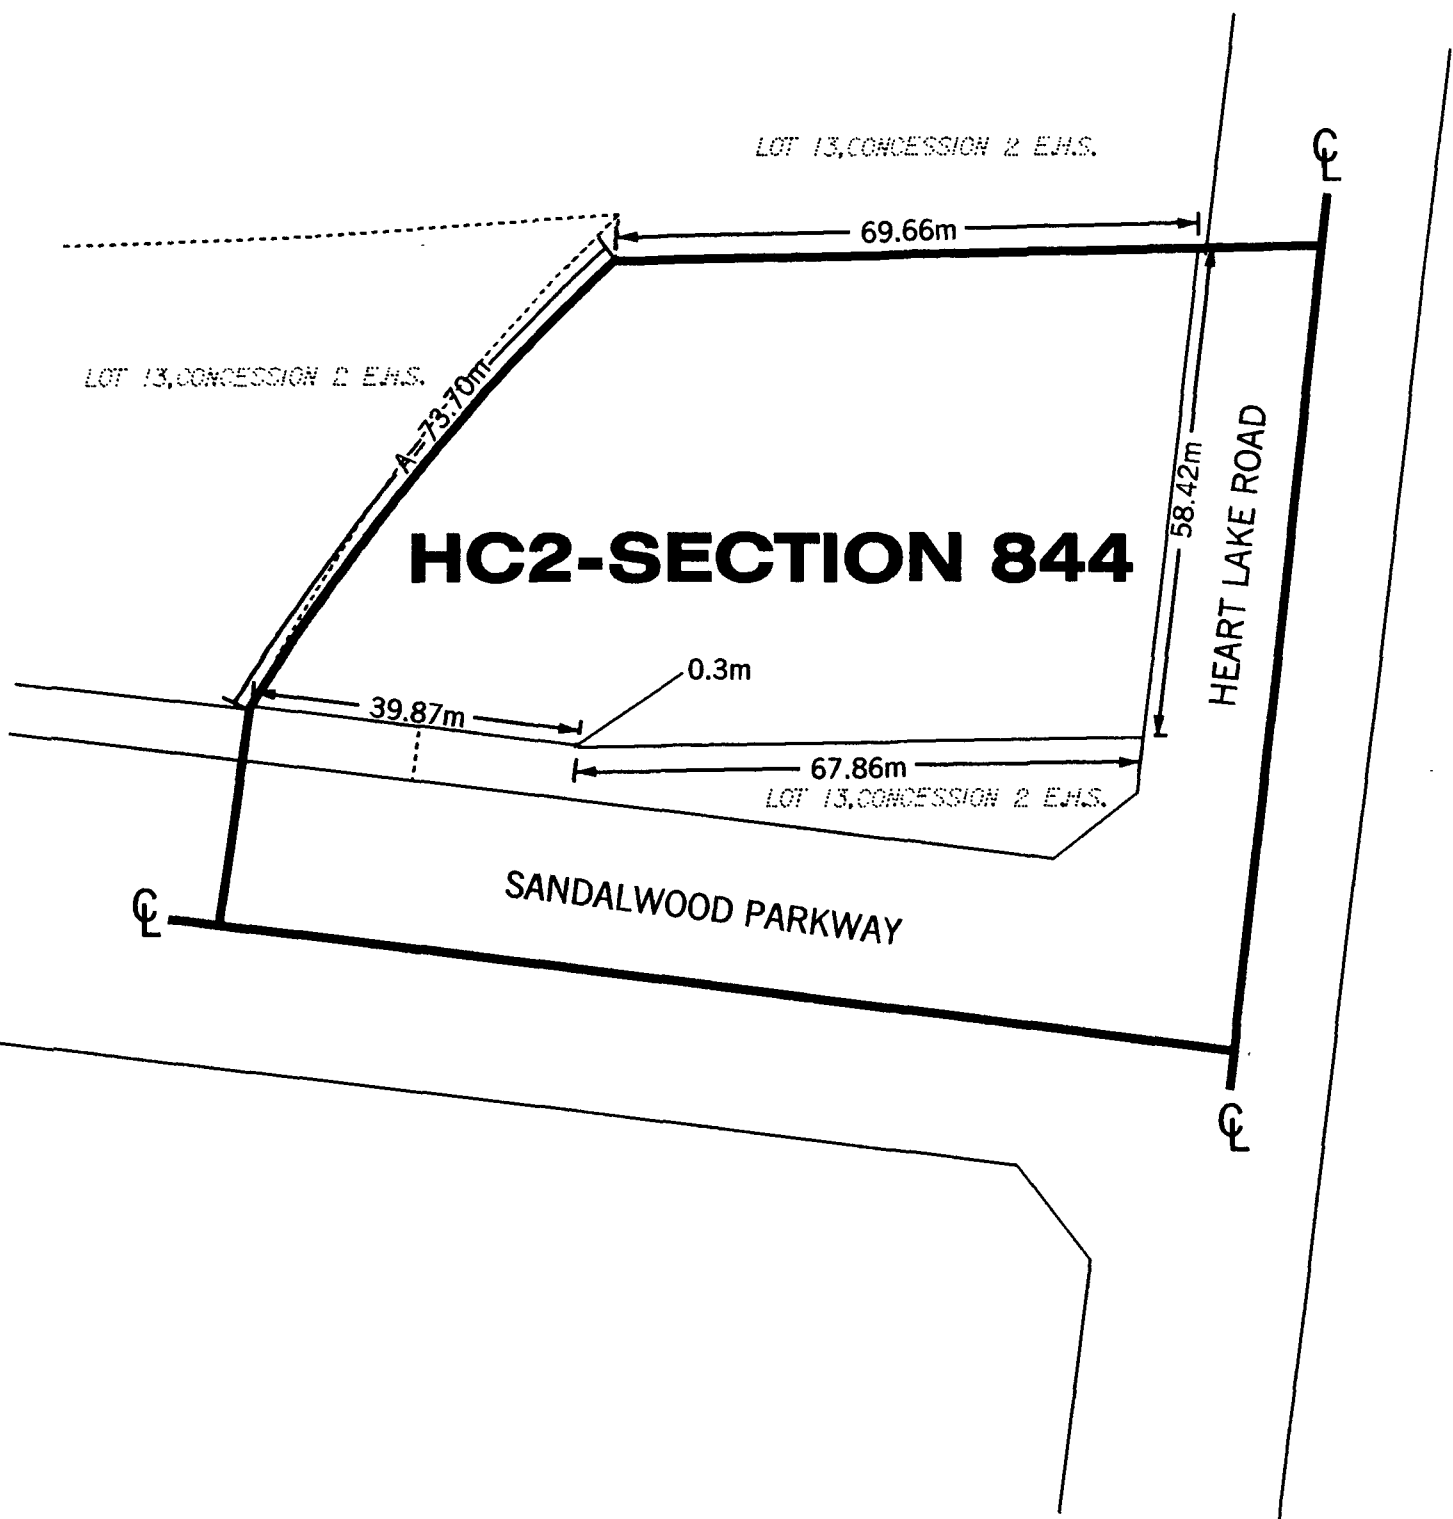 LOT 13, CONCESSION 2 E.H.S.
℄
69.66m
LOT 13, CONCESSION 2 E.H.S.
A=73.70m
58.42m
HEART LAKE ROAD
HC2-SECTION 844
0.3m
39.87m
67.86m
LOT 13, CONCESSION 2 E.H.S.
SANDALWOOD PARKWAY
℄
℄